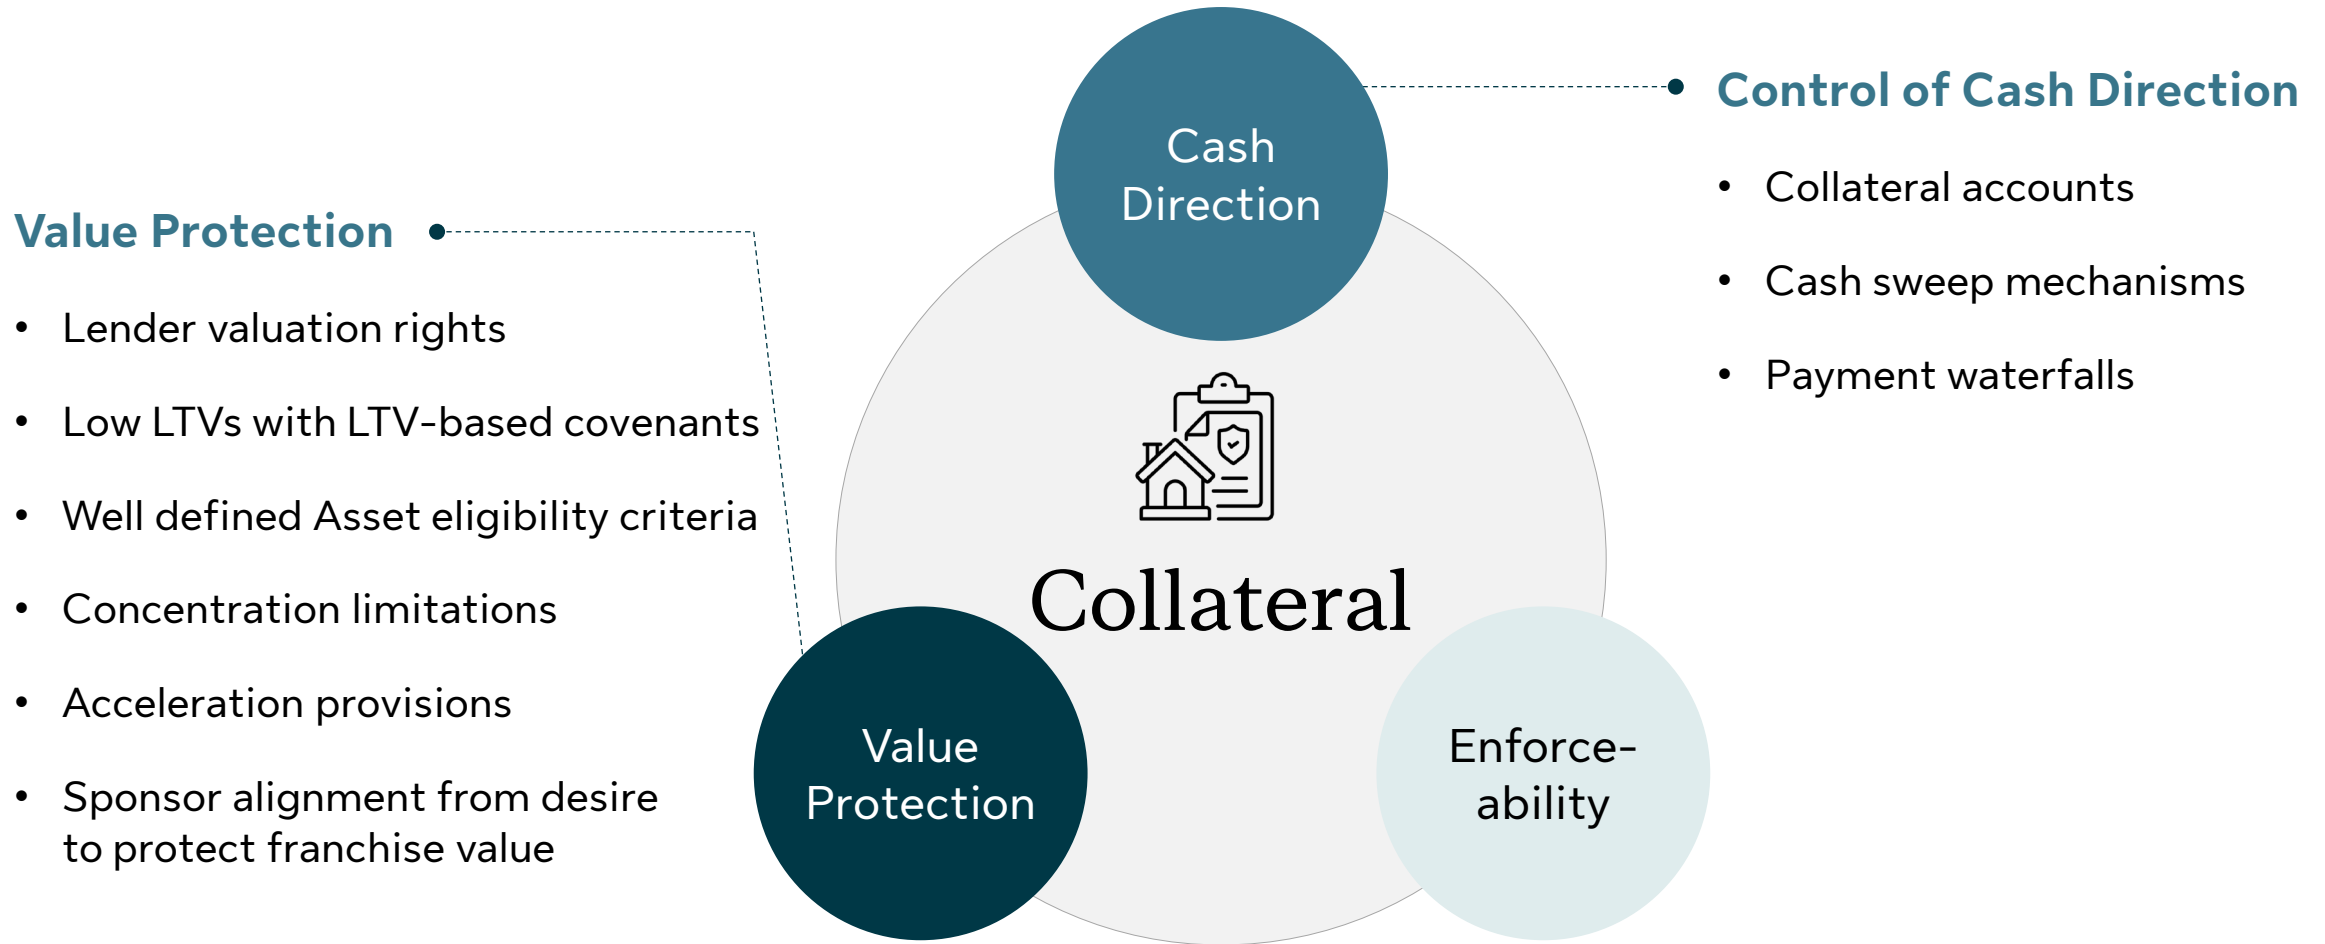 Value Protection
• Lender valuation rights
• Low LTVs with LTV-based covenants
• Well defined Asset eligibility criteria
• Concentration limitations
• Acceleration provisions
• Sponsor alignment from desire
to protect franchise value
Cash
Direction
Collateral
Value
Protection
Enforce-
ability
Control of Cash Direction
• Collateral accounts
• Cash sweep mechanisms
• Payment waterfalls